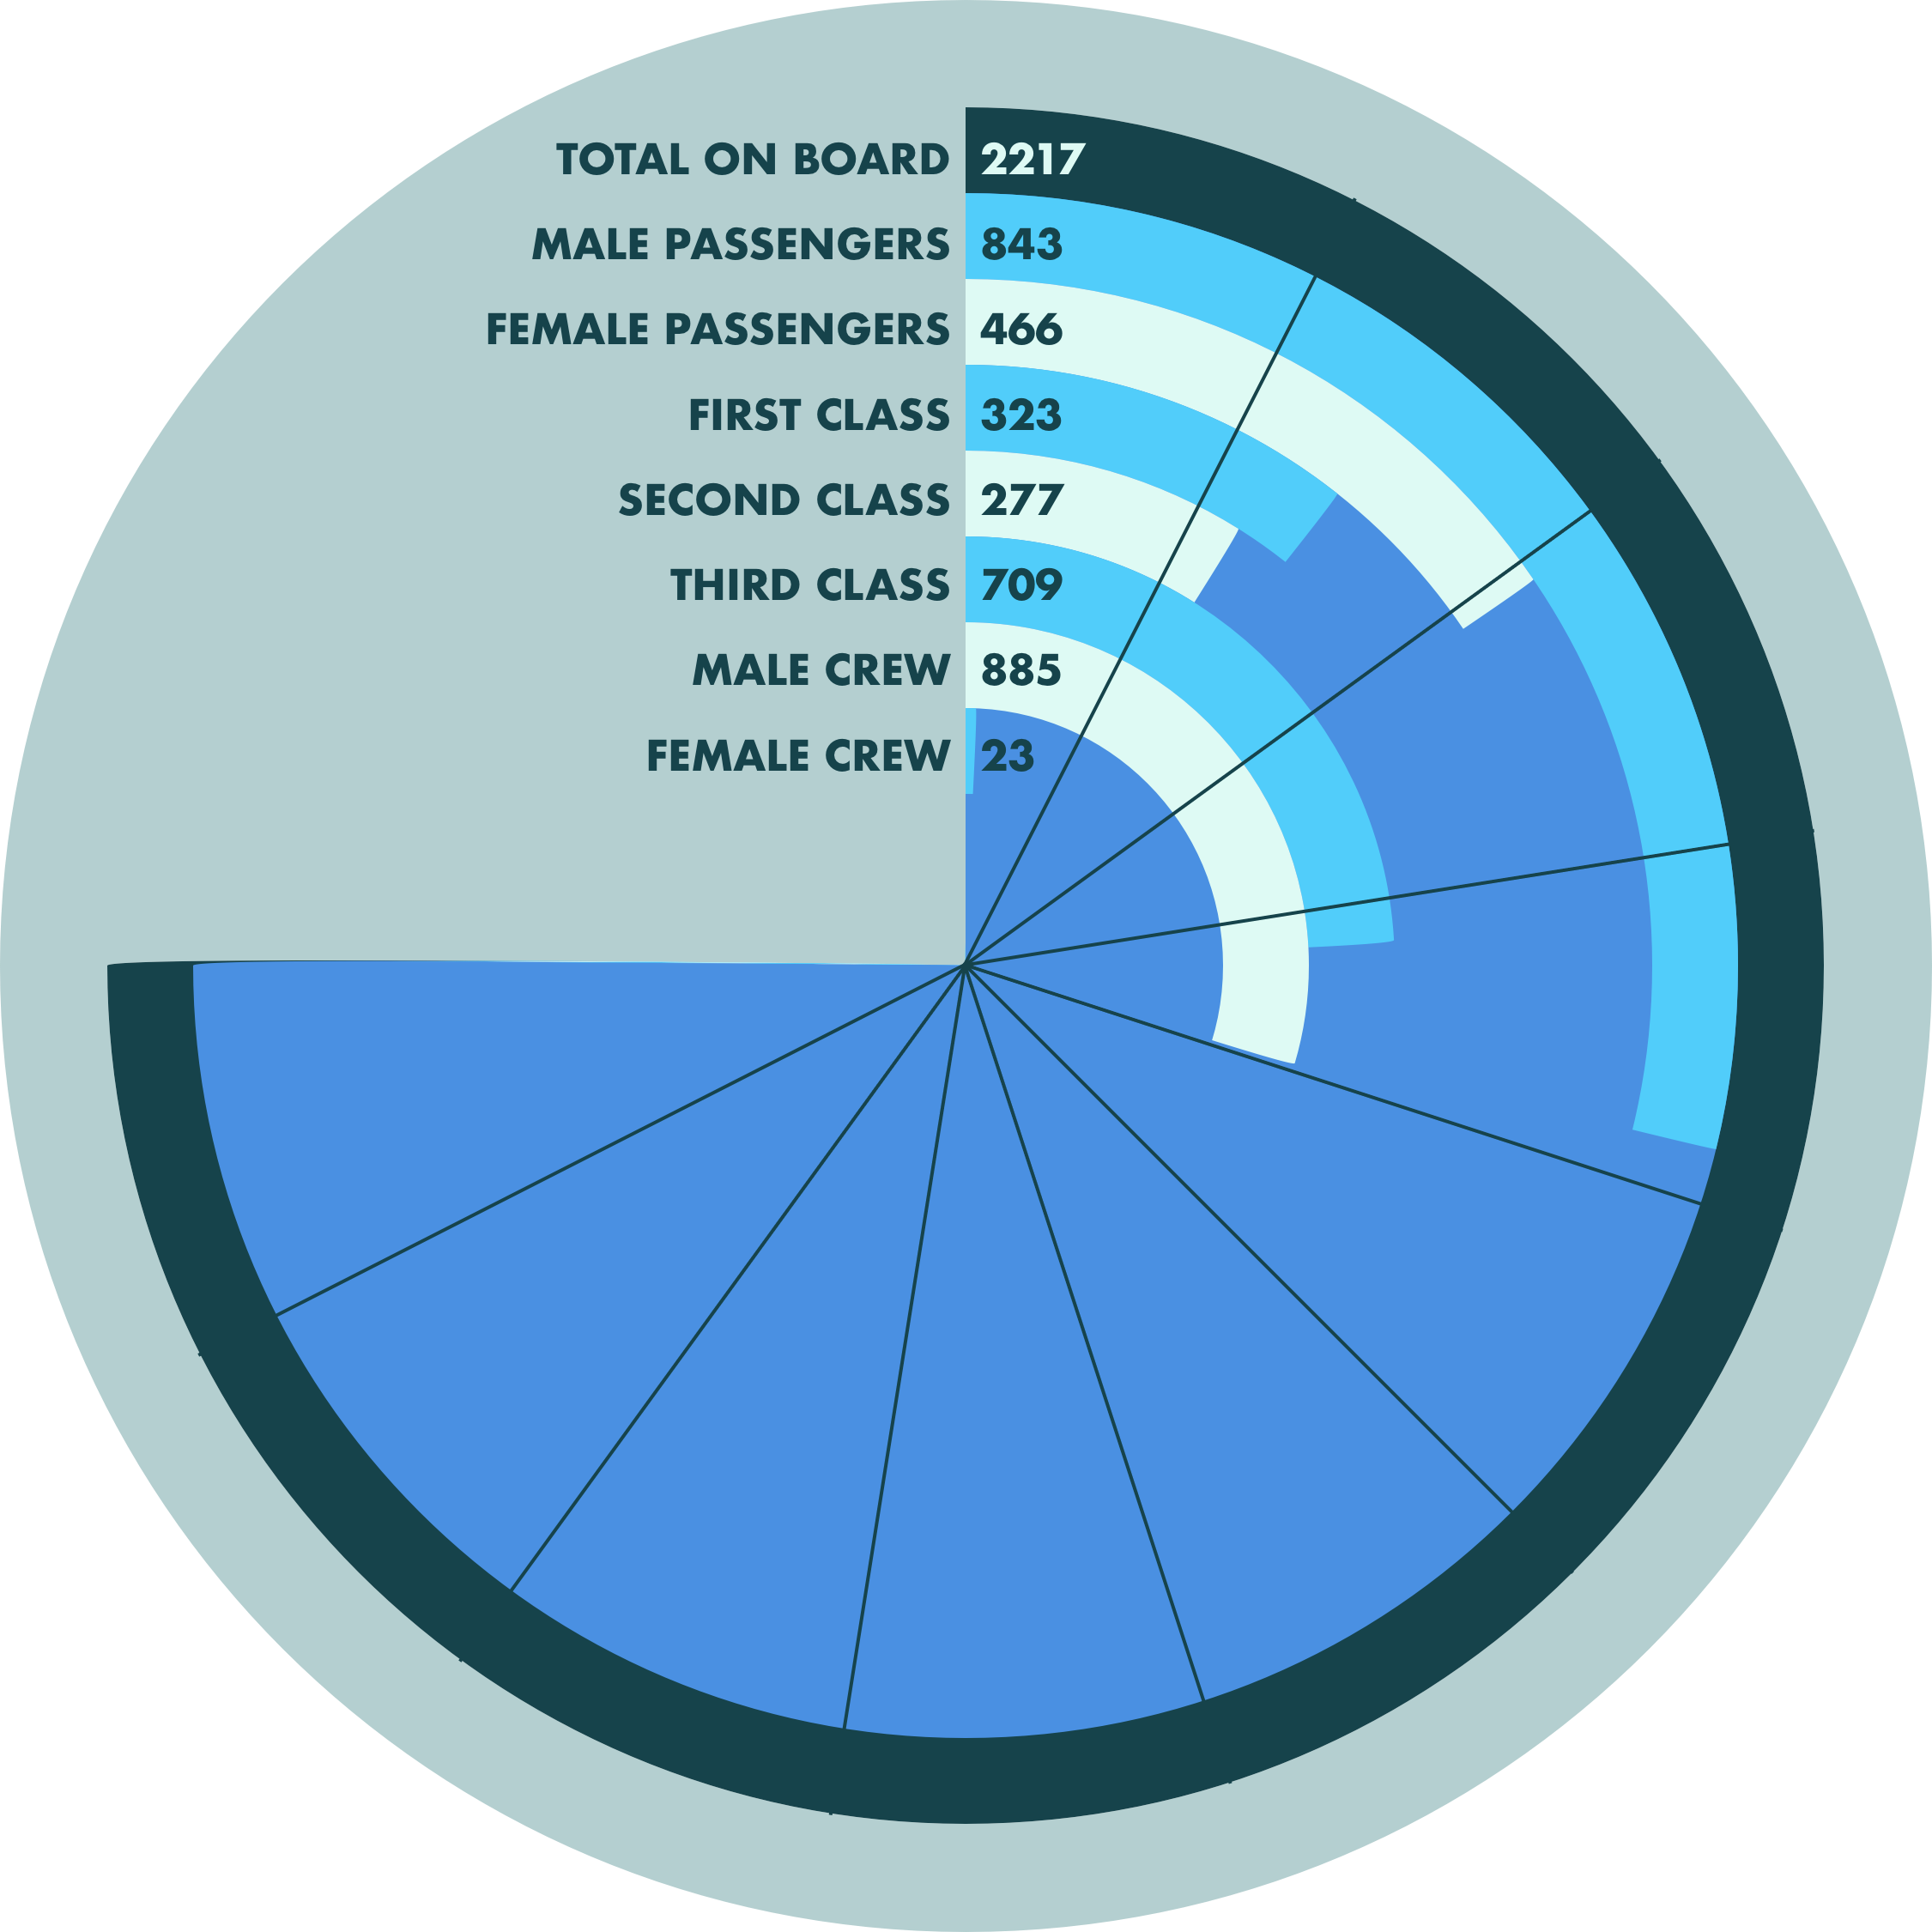 TOTAL ON BOARD 2217
MALE PASSENGERS 843
FEMALE PASSENGERS 466
FIRST CLASS 323
SECOND CLASS 277
THIRD CLASS 709
MALE CREW 885
FEMALE CREW 23